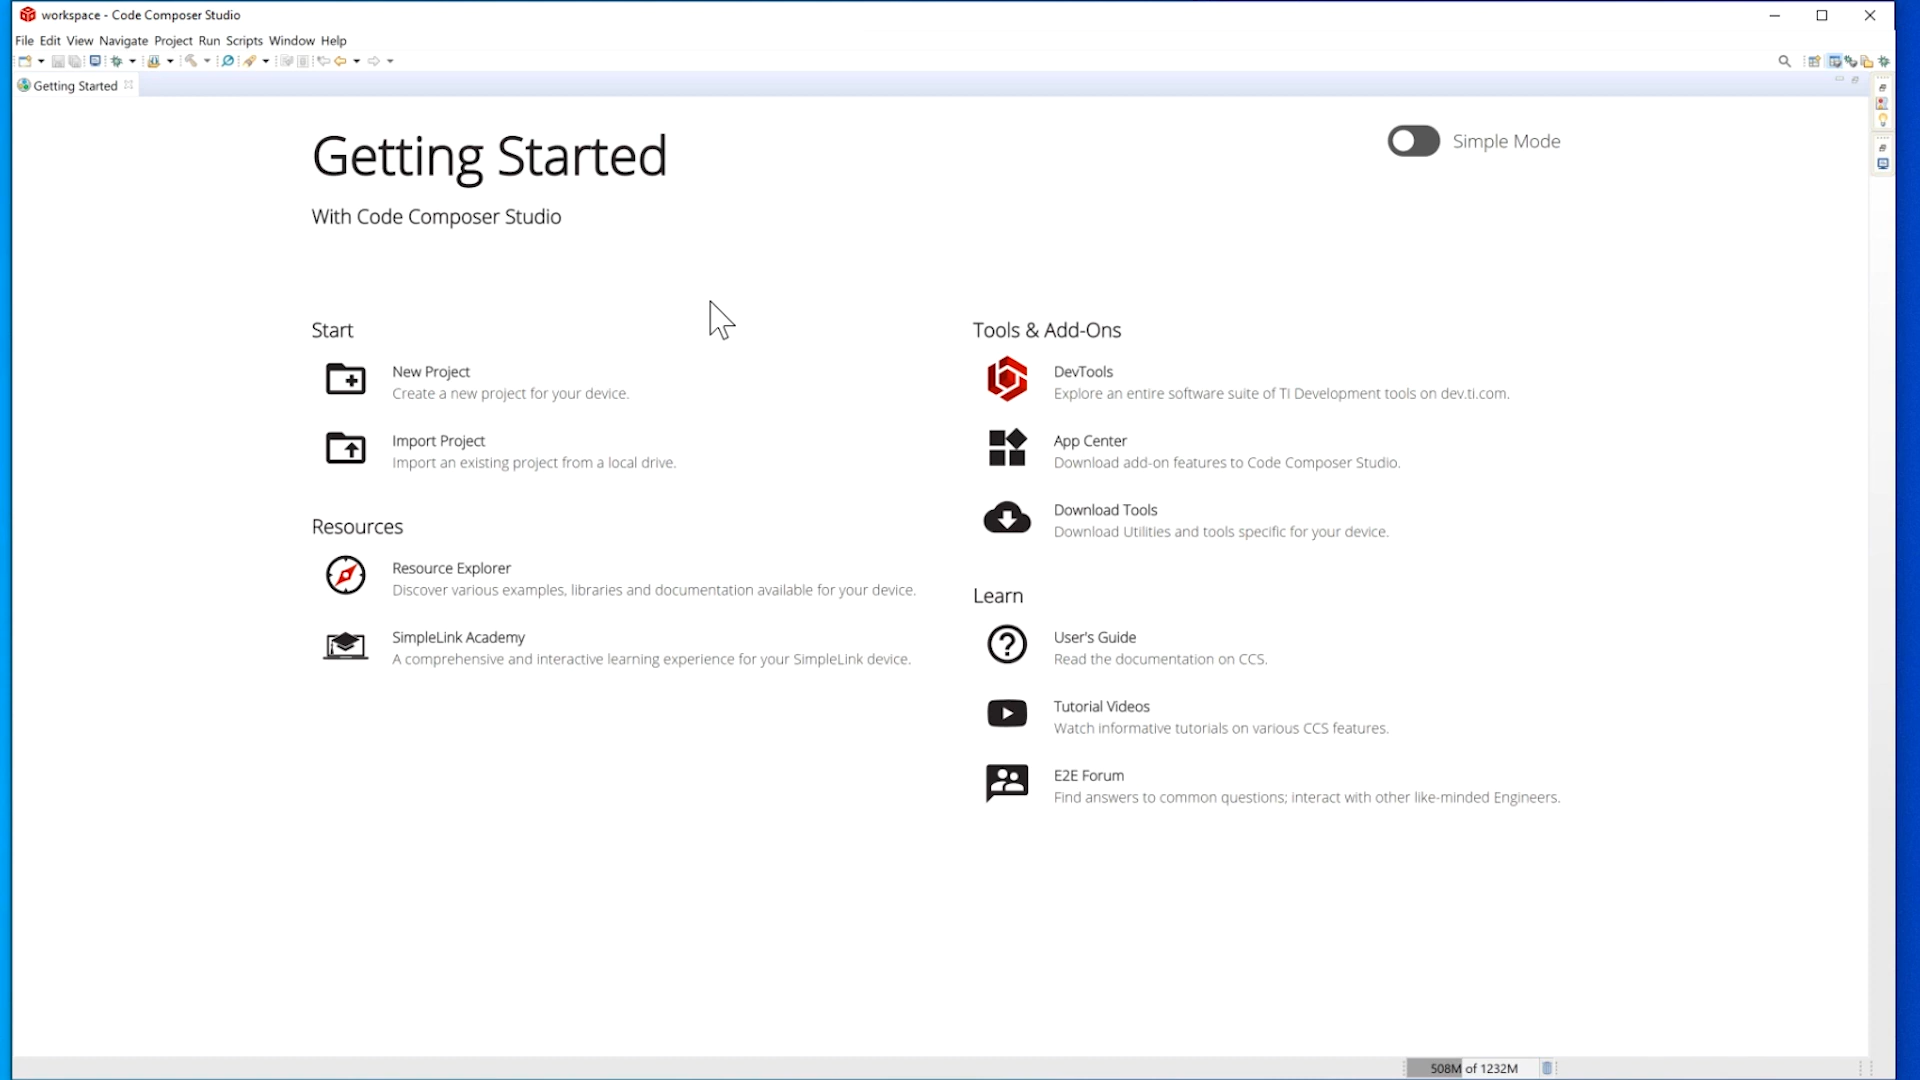 workspace - Code Composer Studio
File Edit View Navigate Project Run Scripts Window Help
Getting Started
Getting Started
Simple Mode
With Code Composer Studio
Start
New Project
Create a new project for your device.
Import Project
Import an existing project from a local drive.
Resources
Resource Explorer
Discover various examples, libraries and documentation available for your device.
SimpleLink Academy
A comprehensive and interactive learning experience for your SimpleLink device.
Tools & Add-Ons
DevTools
Explore an entire software suite of TI Development tools on dev.ti.com.
App Center
Download add-on features to Code Composer Studio.
Download Tools
Download Utilities and tools specific for your device.
Learn
User's Guide
Read the documentation on CCS.
Tutorial Videos
Watch informative tutorials on various CCS features.
E2E Forum
Find answers to common questions; interact with other like-minded Engineers.
508M of 1232M